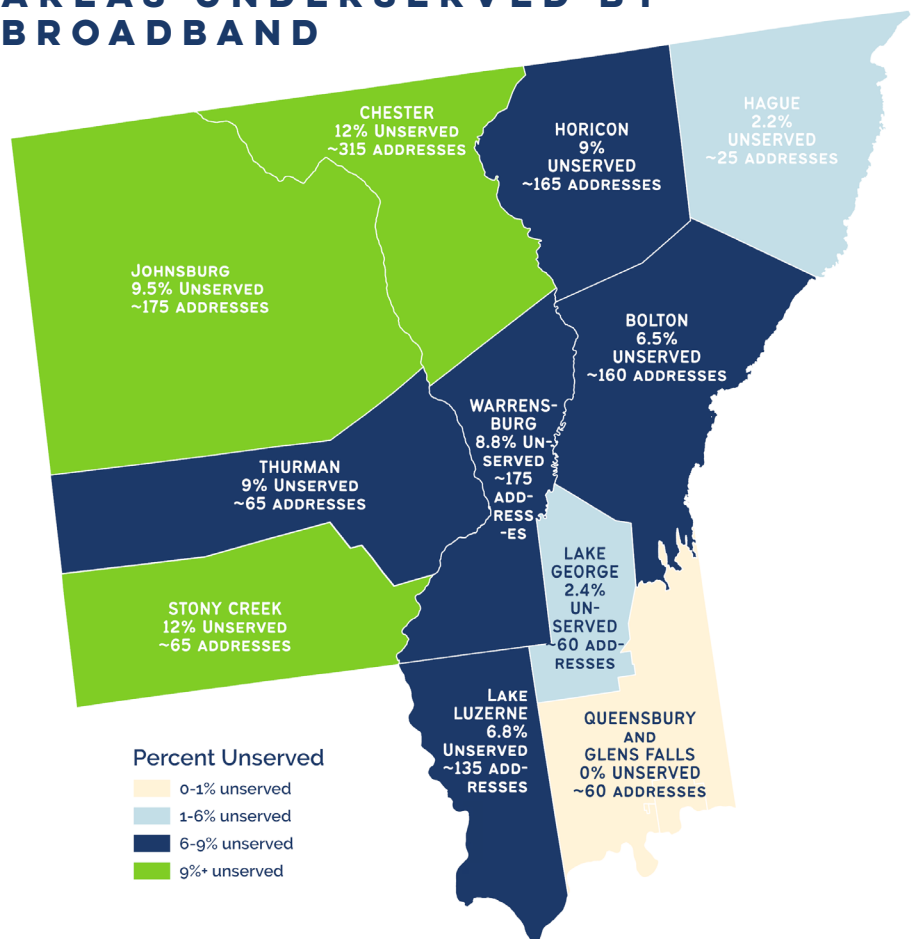 AREAS UNDERSERVED BY
BROADBAND
CHESTER
12% UNSERVED
~315 ADDRESSES
HORICON
9%
UNSERVED
~165 ADDRESSES
HAGUE
2.2%
UNSERVED
~25 ADDRESSES
JOHNSBURG
9.5% UNSERVED
~175 ADDRESSES
BOLTON
6.5%
UNSERVED
~160 ADDRESSES
WARRENS-
BURG
8.8% UN-
SERVED
~175
ADD-
RESS
-ES
THURMAN
9% UNSERVED
~65 ADDRESSES
LAKE
GEORGE
2.4%
UN-
SERVED
~60 ADD-
RESSES
STONY CREEK
12% UNSERVED
~65 ADDRESSES
LAKE
LUZERNE
6.8%
UNSERVED
~135 ADD-
RESSES
QUEENSBURY
AND
GLENS FALLS
0% UNSERVED
~60 ADDRESSES
Percent Unserved
0-1% unserved
1-6% unserved
6-9% unserved
9%+ unserved